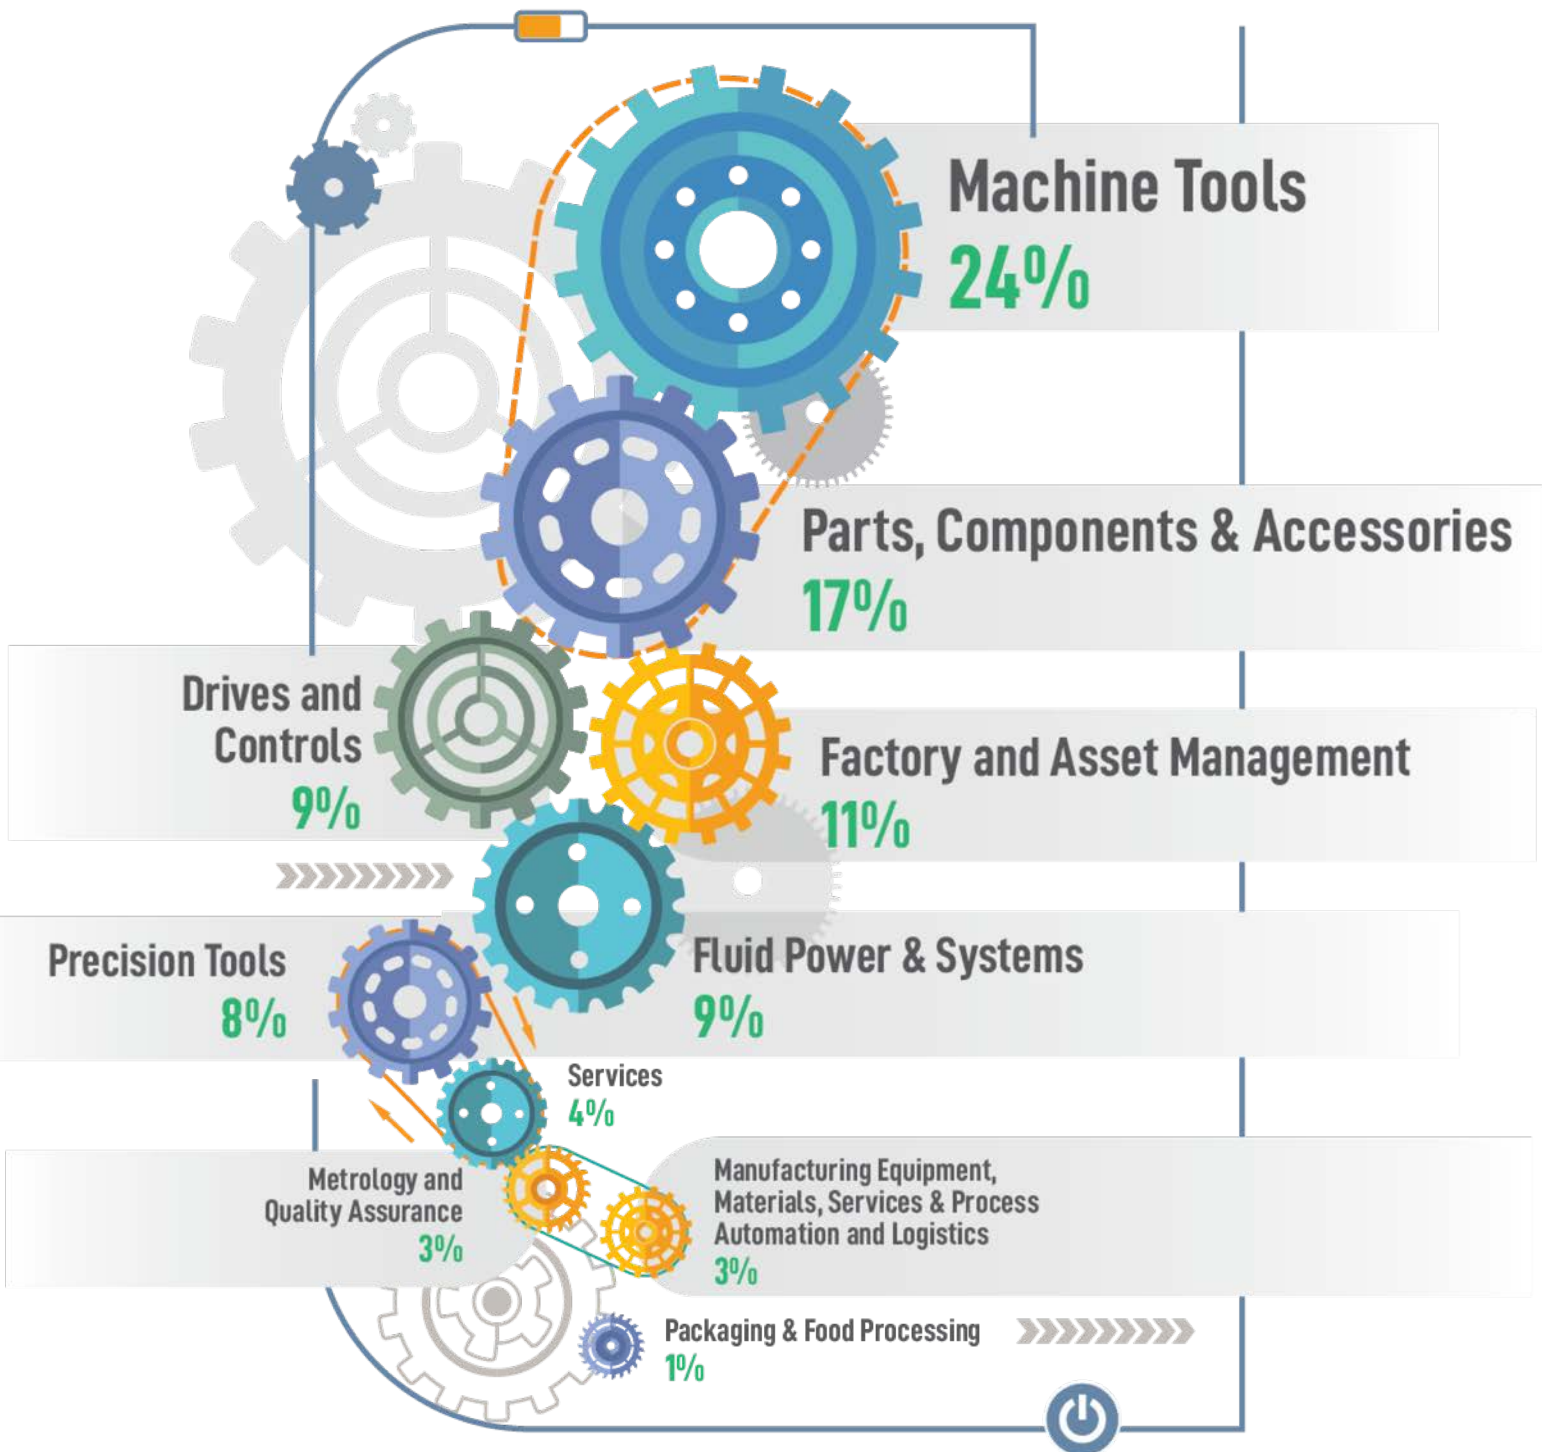 Machine Tools
24%
Parts, Components & Accessories
17%
Drives and
Controls
9%
Factory and Asset Management
11%
Precision Tools
8%
Fluid Power & Systems
9%
Services
4%
Metrology and
Quality Assurance
3%
Manufacturing Equipment,
Materials, Services & Process
Automation and Logistics
3%
Packaging & Food Processing
1%